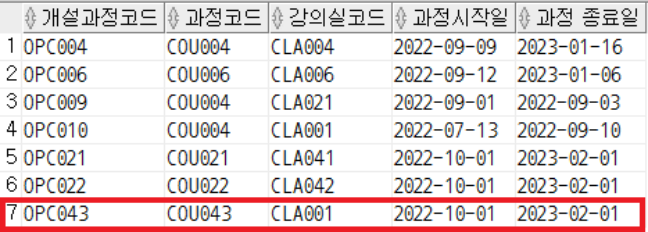 개설과정코드 과정코드 강의실코드 과정시작일 과정 종료일
1 OPC004 COU004 CLA004 2022-09-09 2023-01-16
2 OPC006 COU006 CLA006 2022-09-12 2023-01-06
3 OPC009 COU004 CLA021 2022-09-01 2022-09-03
4 OPC010 COU004 CLA001 2022-07-13 2022-09-10
5 OPC021 COU021 CLA041 2022-10-01 2023-02-01
6 OPC022 COU022 CLA042 2022-10-01 2023-02-01
7 OPC043 COU043 CLA001 2022-10-01 2023-02-01